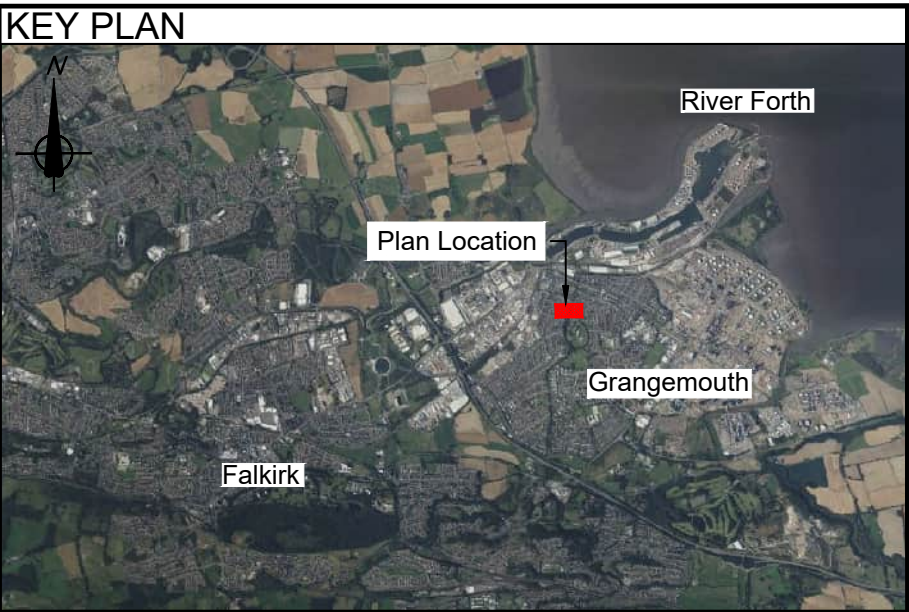 KEY PLAN
N
River Forth
Plan Location
Grangemouth
Falkirk